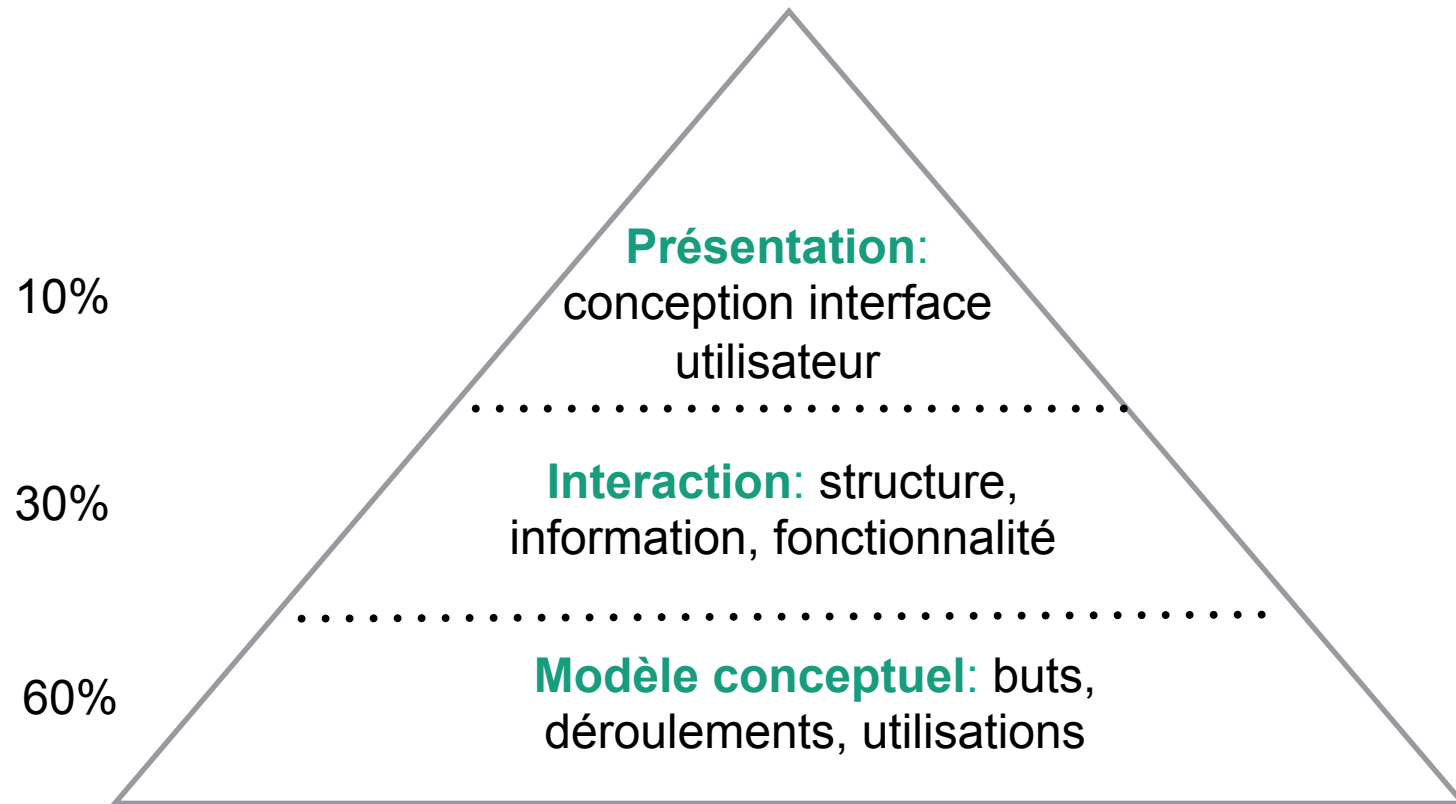 Présentation:
10%
conception interface
utilisateur
30%
Interaction: structure,
information, fonctionnalité
60%
Modèle conceptuel: buts,
déroulements, utilisations